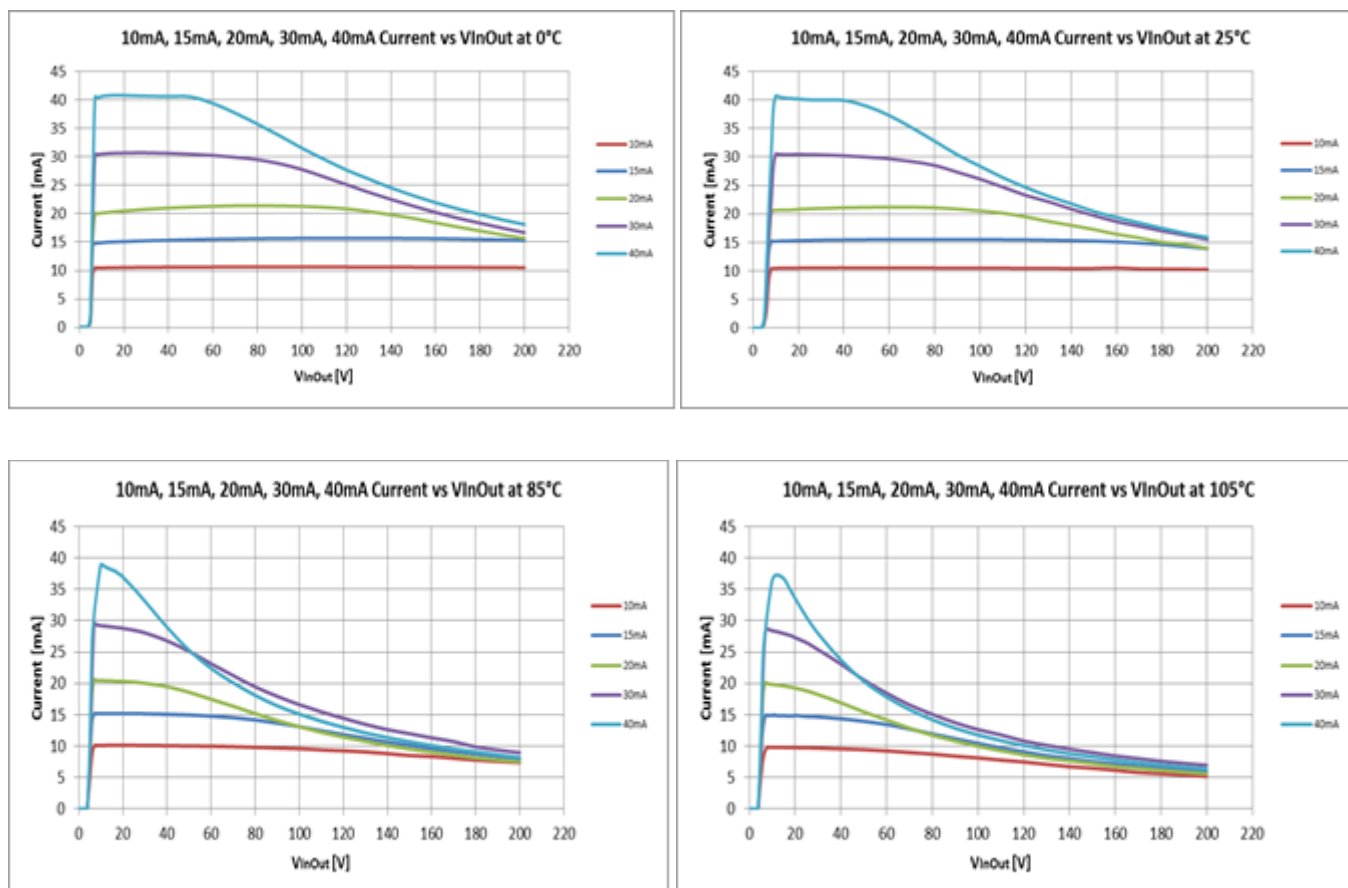 10mA, 15mA, 20mA, 30mA, 40mA Current vs VInOut at 0°C
45
40
35
30
25
20
15
10
5
0
Current [mA]
0 20 40 60 80 100 120 140 160 180 200 220
VInOut [V]
10mA
15mA
20mA
30mA
40mA
10mA, 15mA, 20mA, 30mA, 40mA Current vs VInOut at 25°C
45
40
35
30
25
20
15
10
5
0
Current [mA]
0 20 40 60 80 100 120 140 160 180 200 220
VInOut [V]
10mA
15mA
20mA
30mA
40mA
10mA, 15mA, 20mA, 30mA, 40mA Current vs VInOut at 85°C
45
40
35
30
25
20
15
10
5
0
Current [mA]
0 20 40 60 80 100 120 140 160 180 200 220
VInOut [V]
10mA
15mA
20mA
30mA
40mA
10mA, 15mA, 20mA, 30mA, 40mA Current vs VInOut at 105°C
45
40
35
30
25
20
15
10
5
0
Current [mA]
0 20 40 60 80 100 120 140 160 180 200 220
VInOut [V]
10mA
15mA
20mA
30mA
40mA